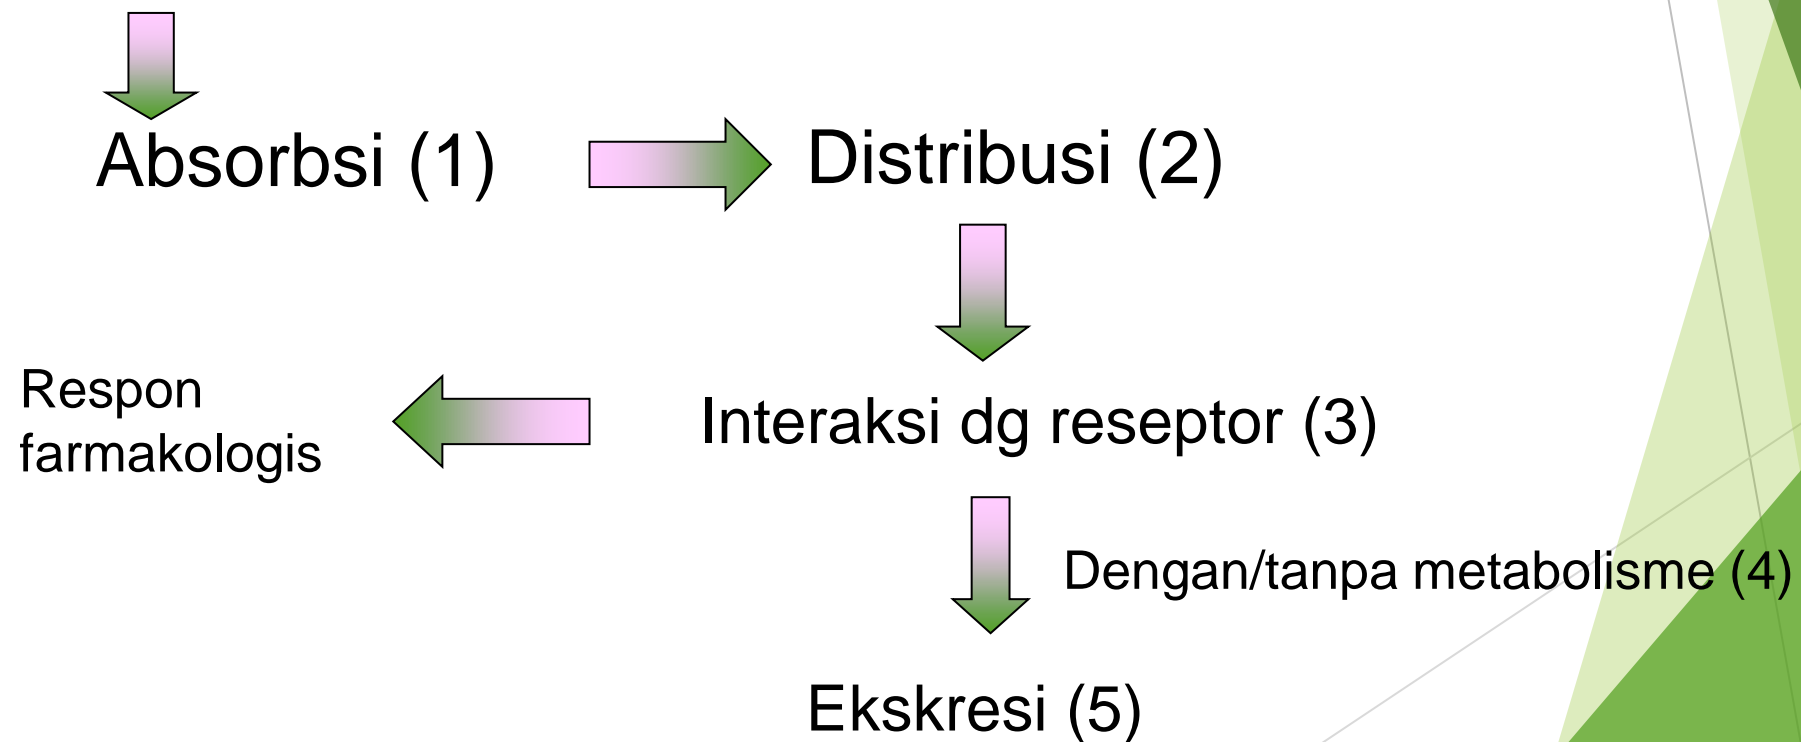 Absorbsi (1)
Distribusi (2)
Respon
farmakologis
Interaksi dg reseptor (3)
Dengan/tanpa metabolisme (4)
Ekskresi (5)